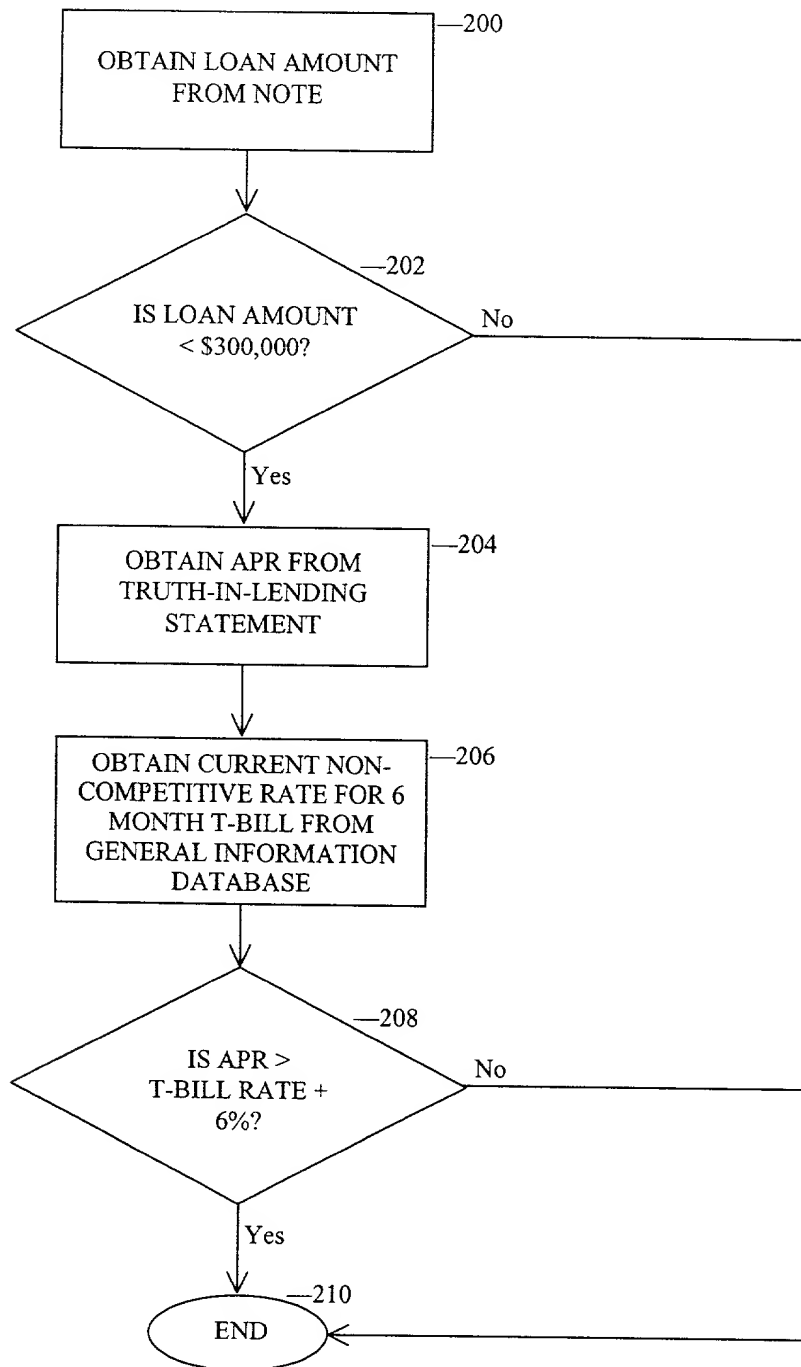 —200
OBTAIN LOAN AMOUNT
FROM NOTE
—202
IS LOAN AMOUNT
< $300,000?
No
Yes
—204
OBTAIN APR FROM
TRUTH-IN-LENDING
STATEMENT
—206
OBTAIN CURRENT NON-
COMPETITIVE RATE FOR 6
MONTH T-BILL FROM
GENERAL INFORMATION
DATABASE
—208
IS APR >
T-BILL RATE +
6%?
No
Yes
—210
END